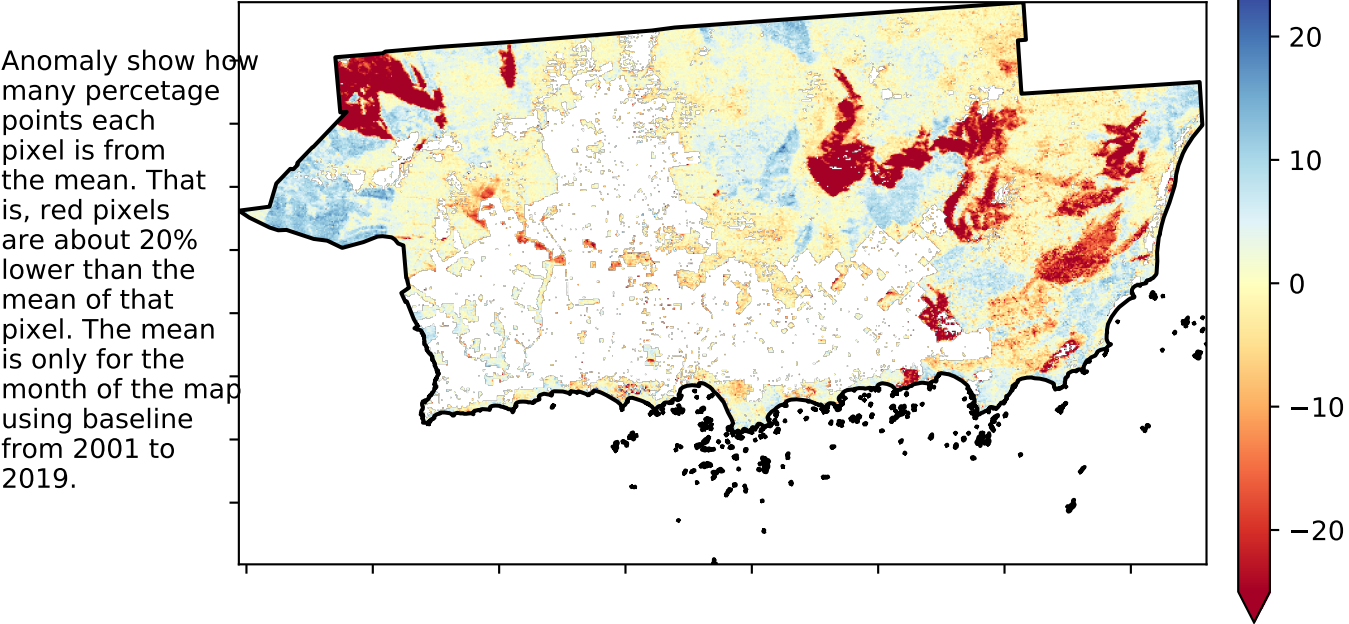 Anomaly show how
many percetage
points each
pixel is from
the mean. That
is, red pixels
are about 20%
lower than the
mean of that
pixel. The mean
is only for the
month of the map
using baseline
from 2001 to
2019.
20
10
0
−10
−20